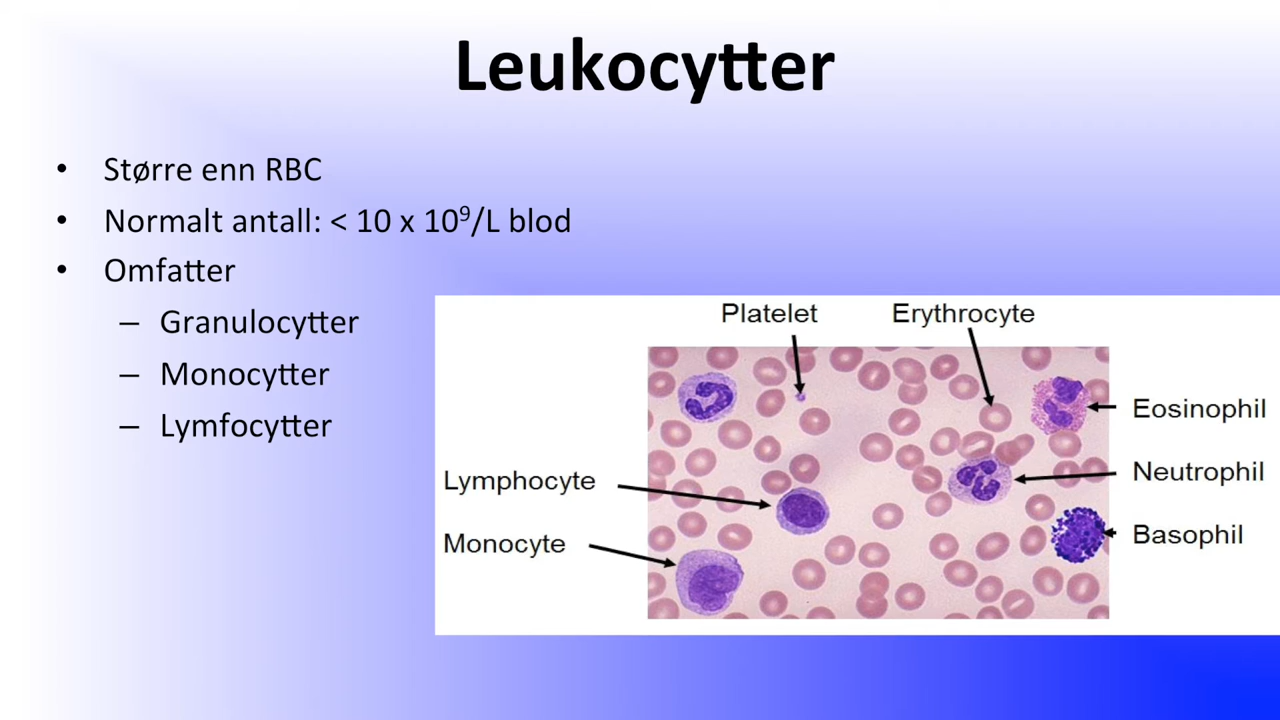 Leukocytter
• Større enn RBC
• Normalt antall: < 10 x 10⁹/L blod
• Omfatter
– Granulocytter
– Monocytter
– Lymfocytter
Platelet
Erythrocyte
Eosinophil
Lymphocyte
Neutrophil
Monocyte
Basophil